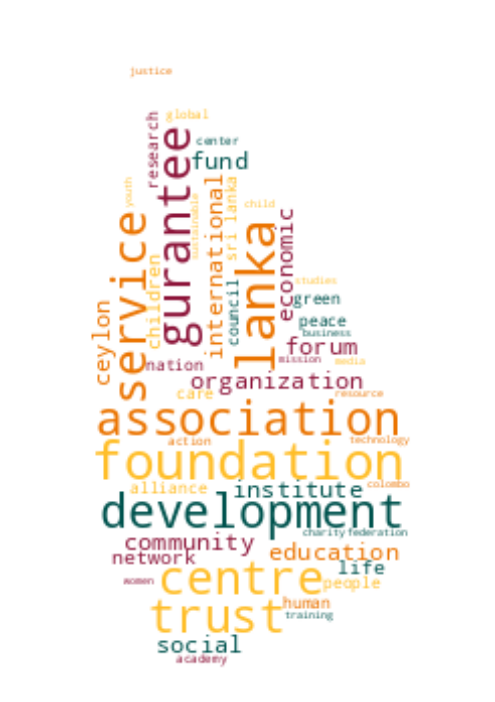 justice
global
research
gurantee
center
fund
youth
sustainable
international
sri lanka
child
service
lanka
economic
children
council
studies
green
ceylon
peace
business
forum
nation
mission
media
organization
care
resource
association
action
technology
foundation
alliance
institute
colombo
development
charity
federation
community
network
education
life
women
centre
people
trust
human
training
social
academy